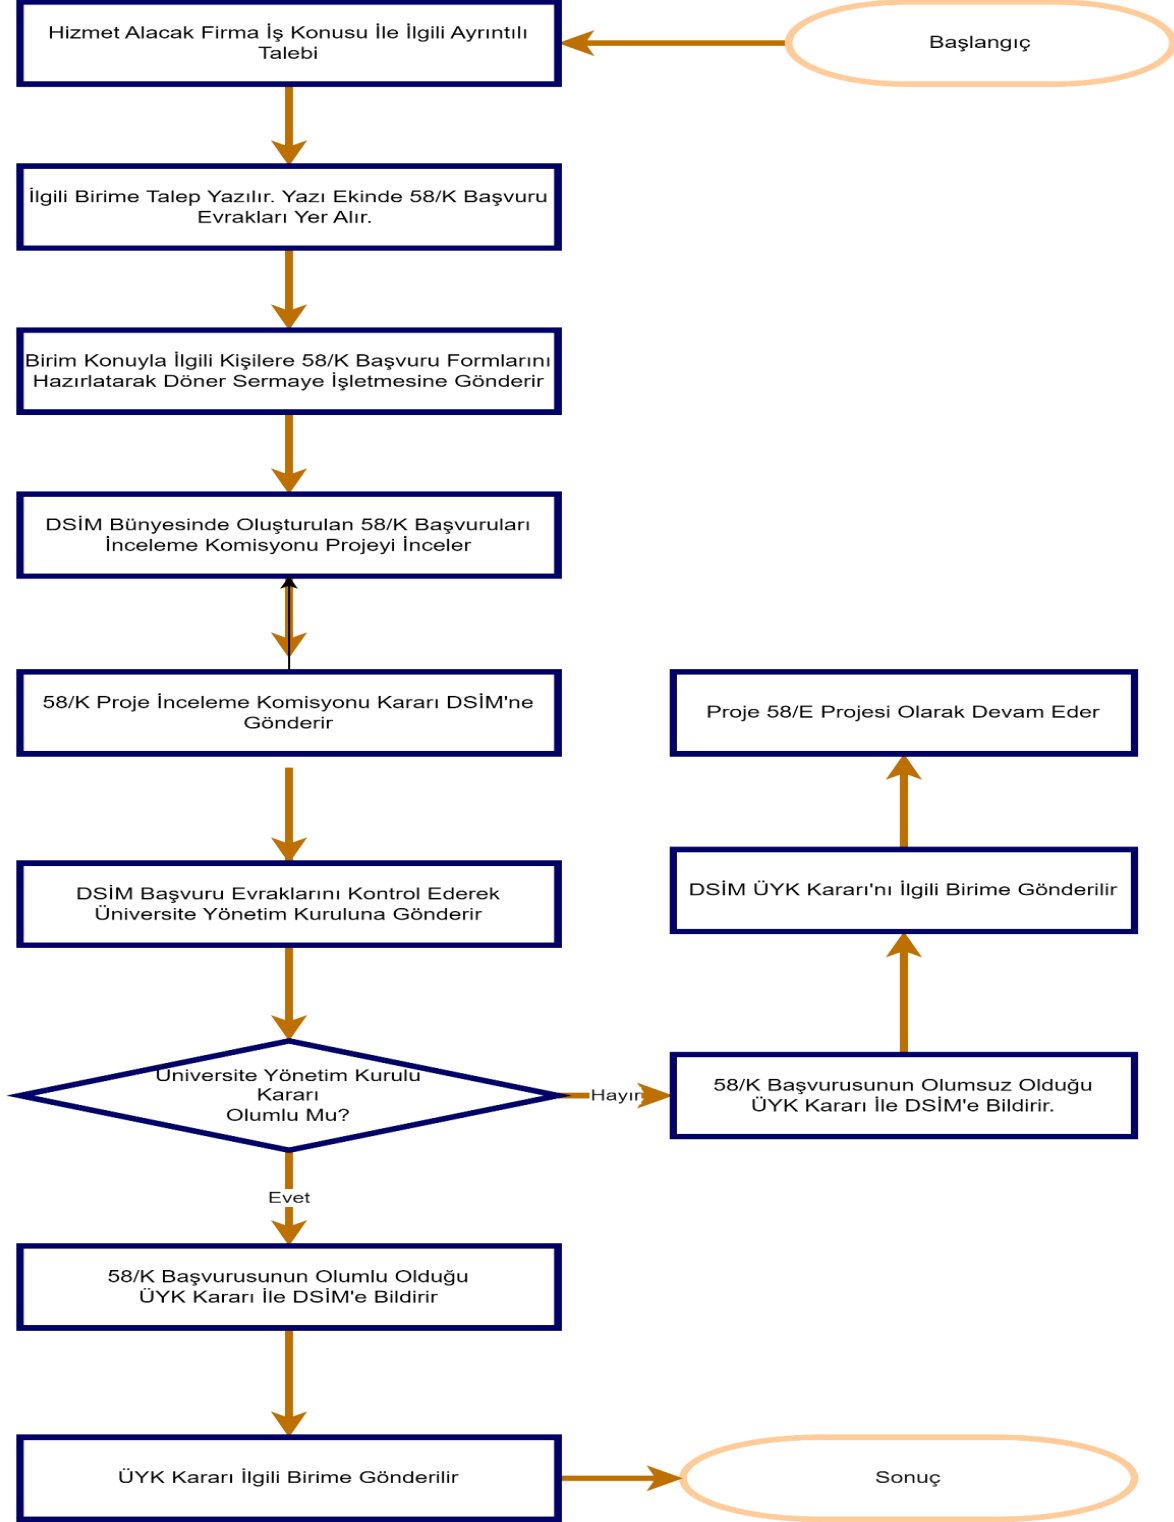 Hizmet Alacak Firma İş Konusu İle İlgili Ayrıntılı
Talebi
Başlangıç
İlgili Birime Talep Yazılır. Yazı Ekinde 58/K Başvuru
Evrakları Yer Alır.
Birim Konuyla İlgili Kişilere 58/K Başvuru Formlarını
Hazırlatarak Döner Sermaye İşletmesine Gönderir
DSİM Bünyesinde Oluşturulan 58/K Başvuruları
İnceleme Komisyonu Projeyi İnceler
58/K Proje İnceleme Komisyonu Kararı DSİM'ne
Gönderir
DSİM Başvuru Evraklarını Kontrol Ederek
Üniversite Yönetim Kuruluna Gönderir
Üniversite Yönetim Kurulu
Kararı
Olumlu Mu?
Hayır
58/K Başvurusunun Olumsuz Olduğu
ÜYK Kararı İle DSİM'e Bildirir.
DSİM ÜYK Kararı'nı İlgili Birime Gönderilir
Proje 58/E Projesi Olarak Devam Eder
Evet
58/K Başvurusunun Olumlu Olduğu
ÜYK Kararı İle DSİM'e Bildirir
ÜYK Kararı İlgili Birime Gönderilir
Sonuç